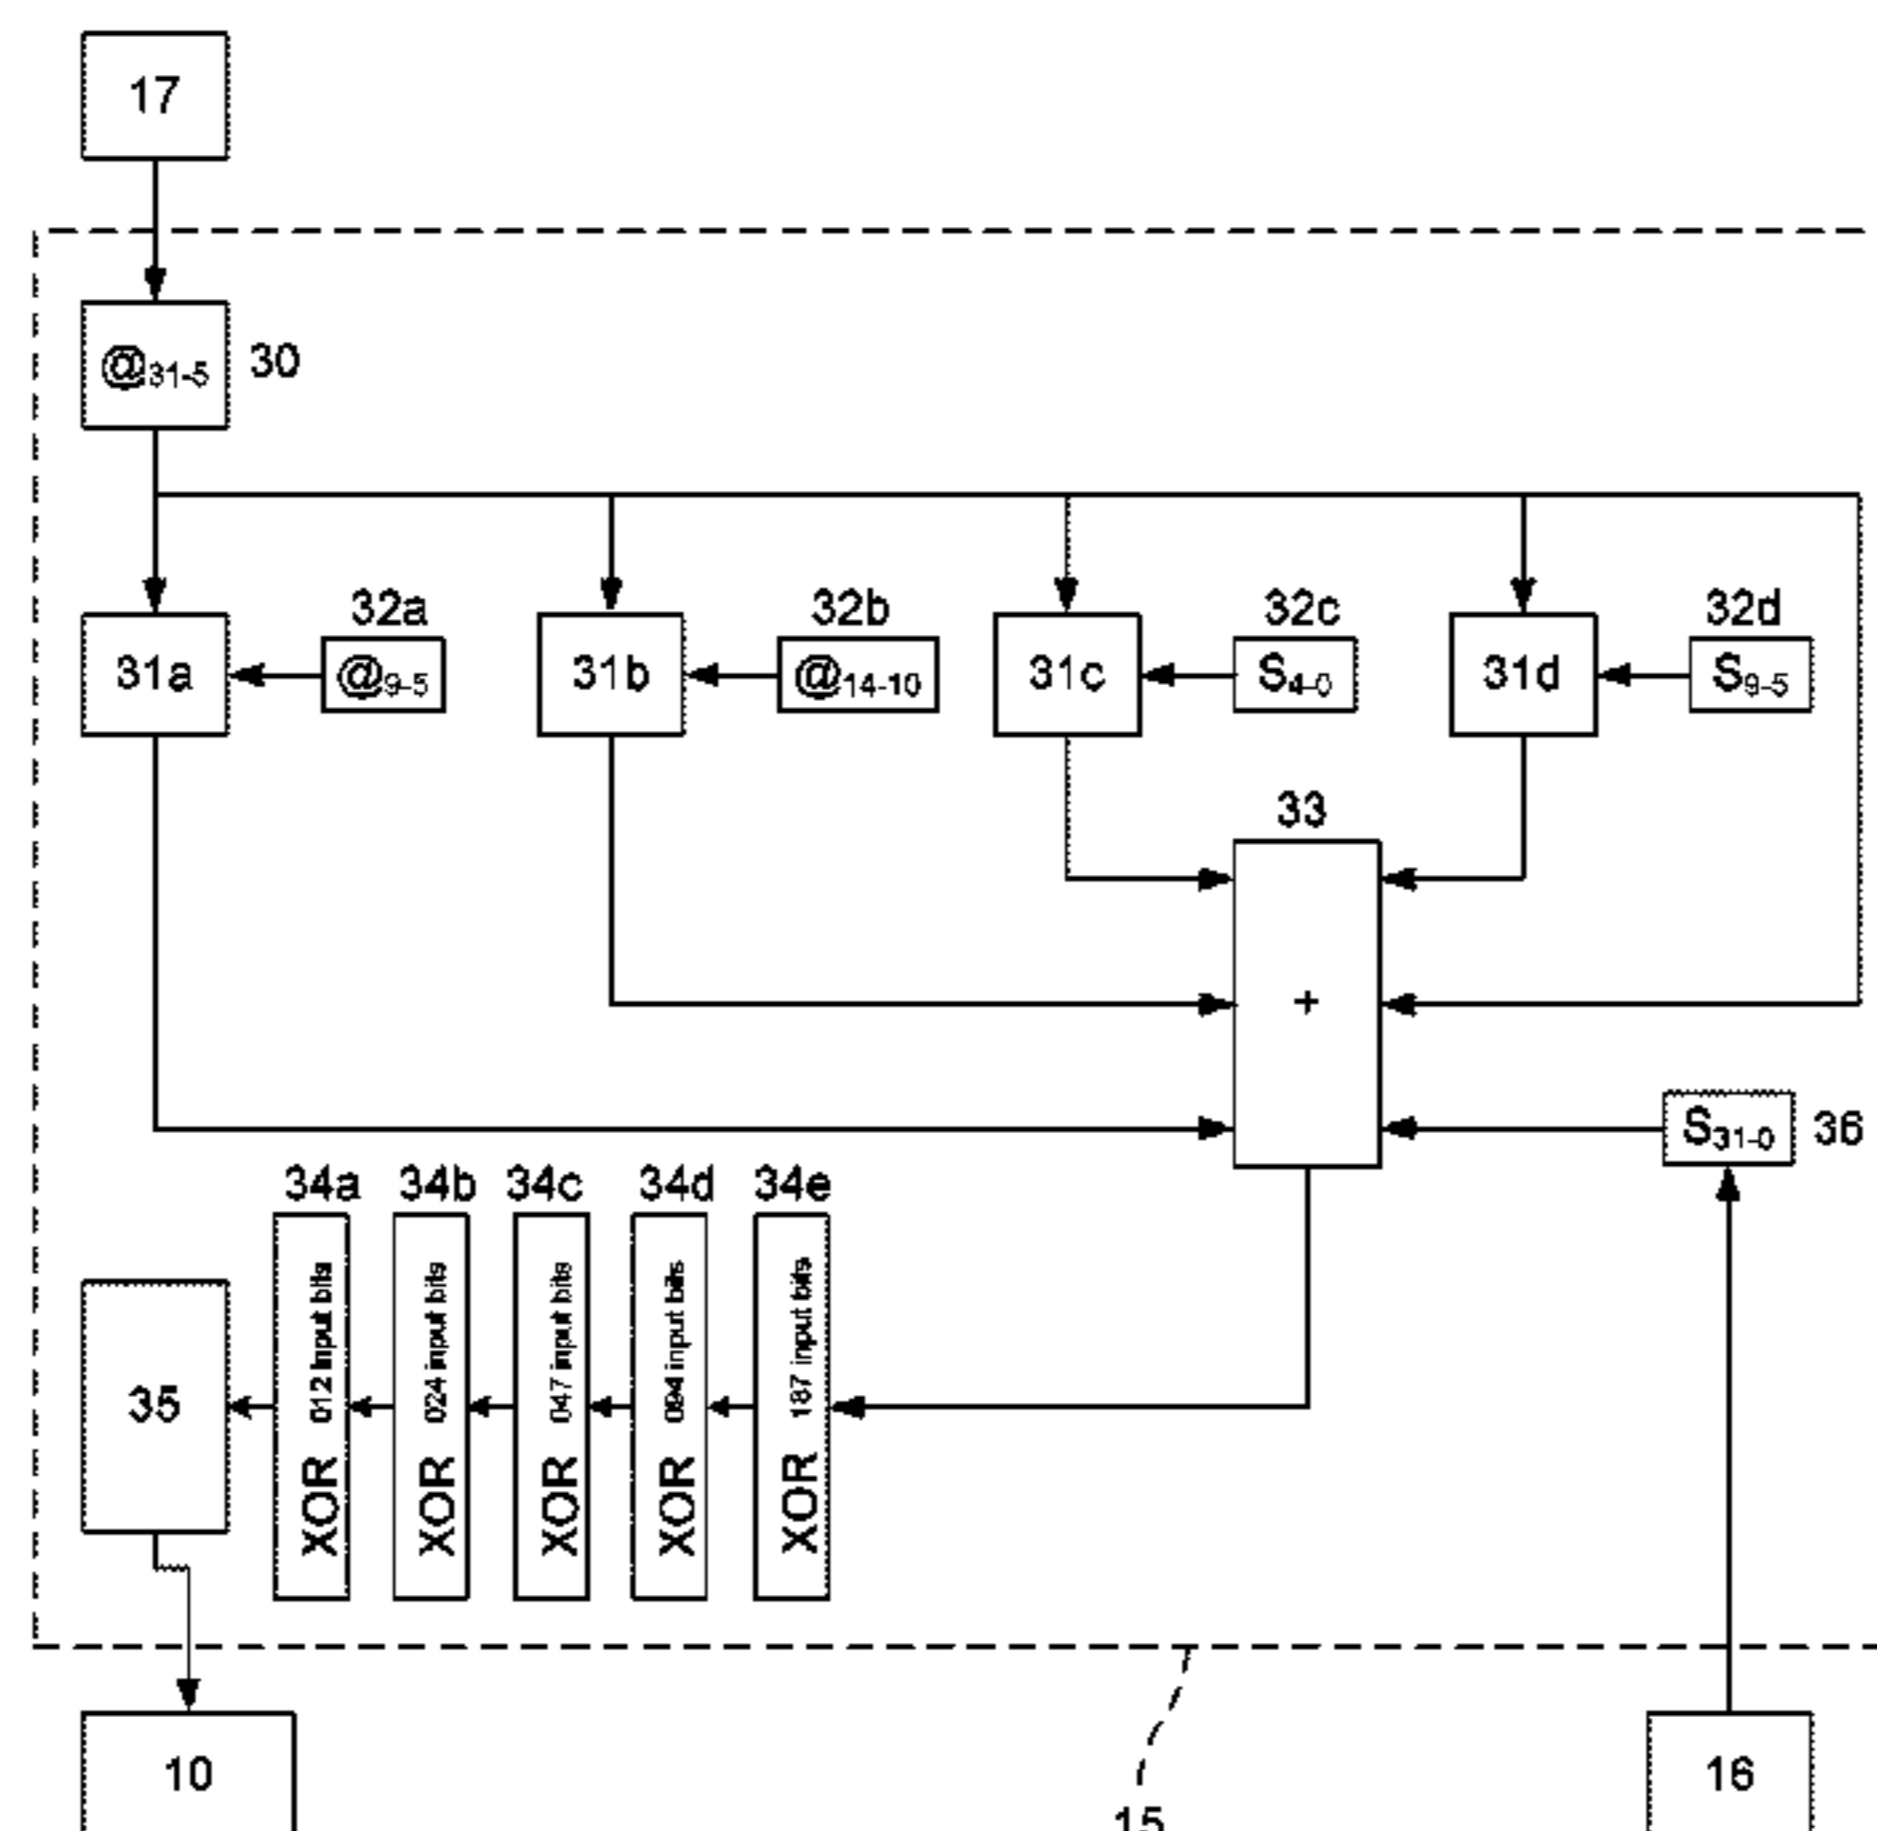 17
@31-5
30
32a
32b
32c
32d
31a
@9-5
31b
@14-10
31c
S4-0
31d
S9-5
33
+
S31-0
36
34a
34b
34c
34d
34e
35
XOR 012 input bits
XOR 024 input bits
XOR 047 input bits
XOR 094 input bits
XOR 187 input bits
10
16
15